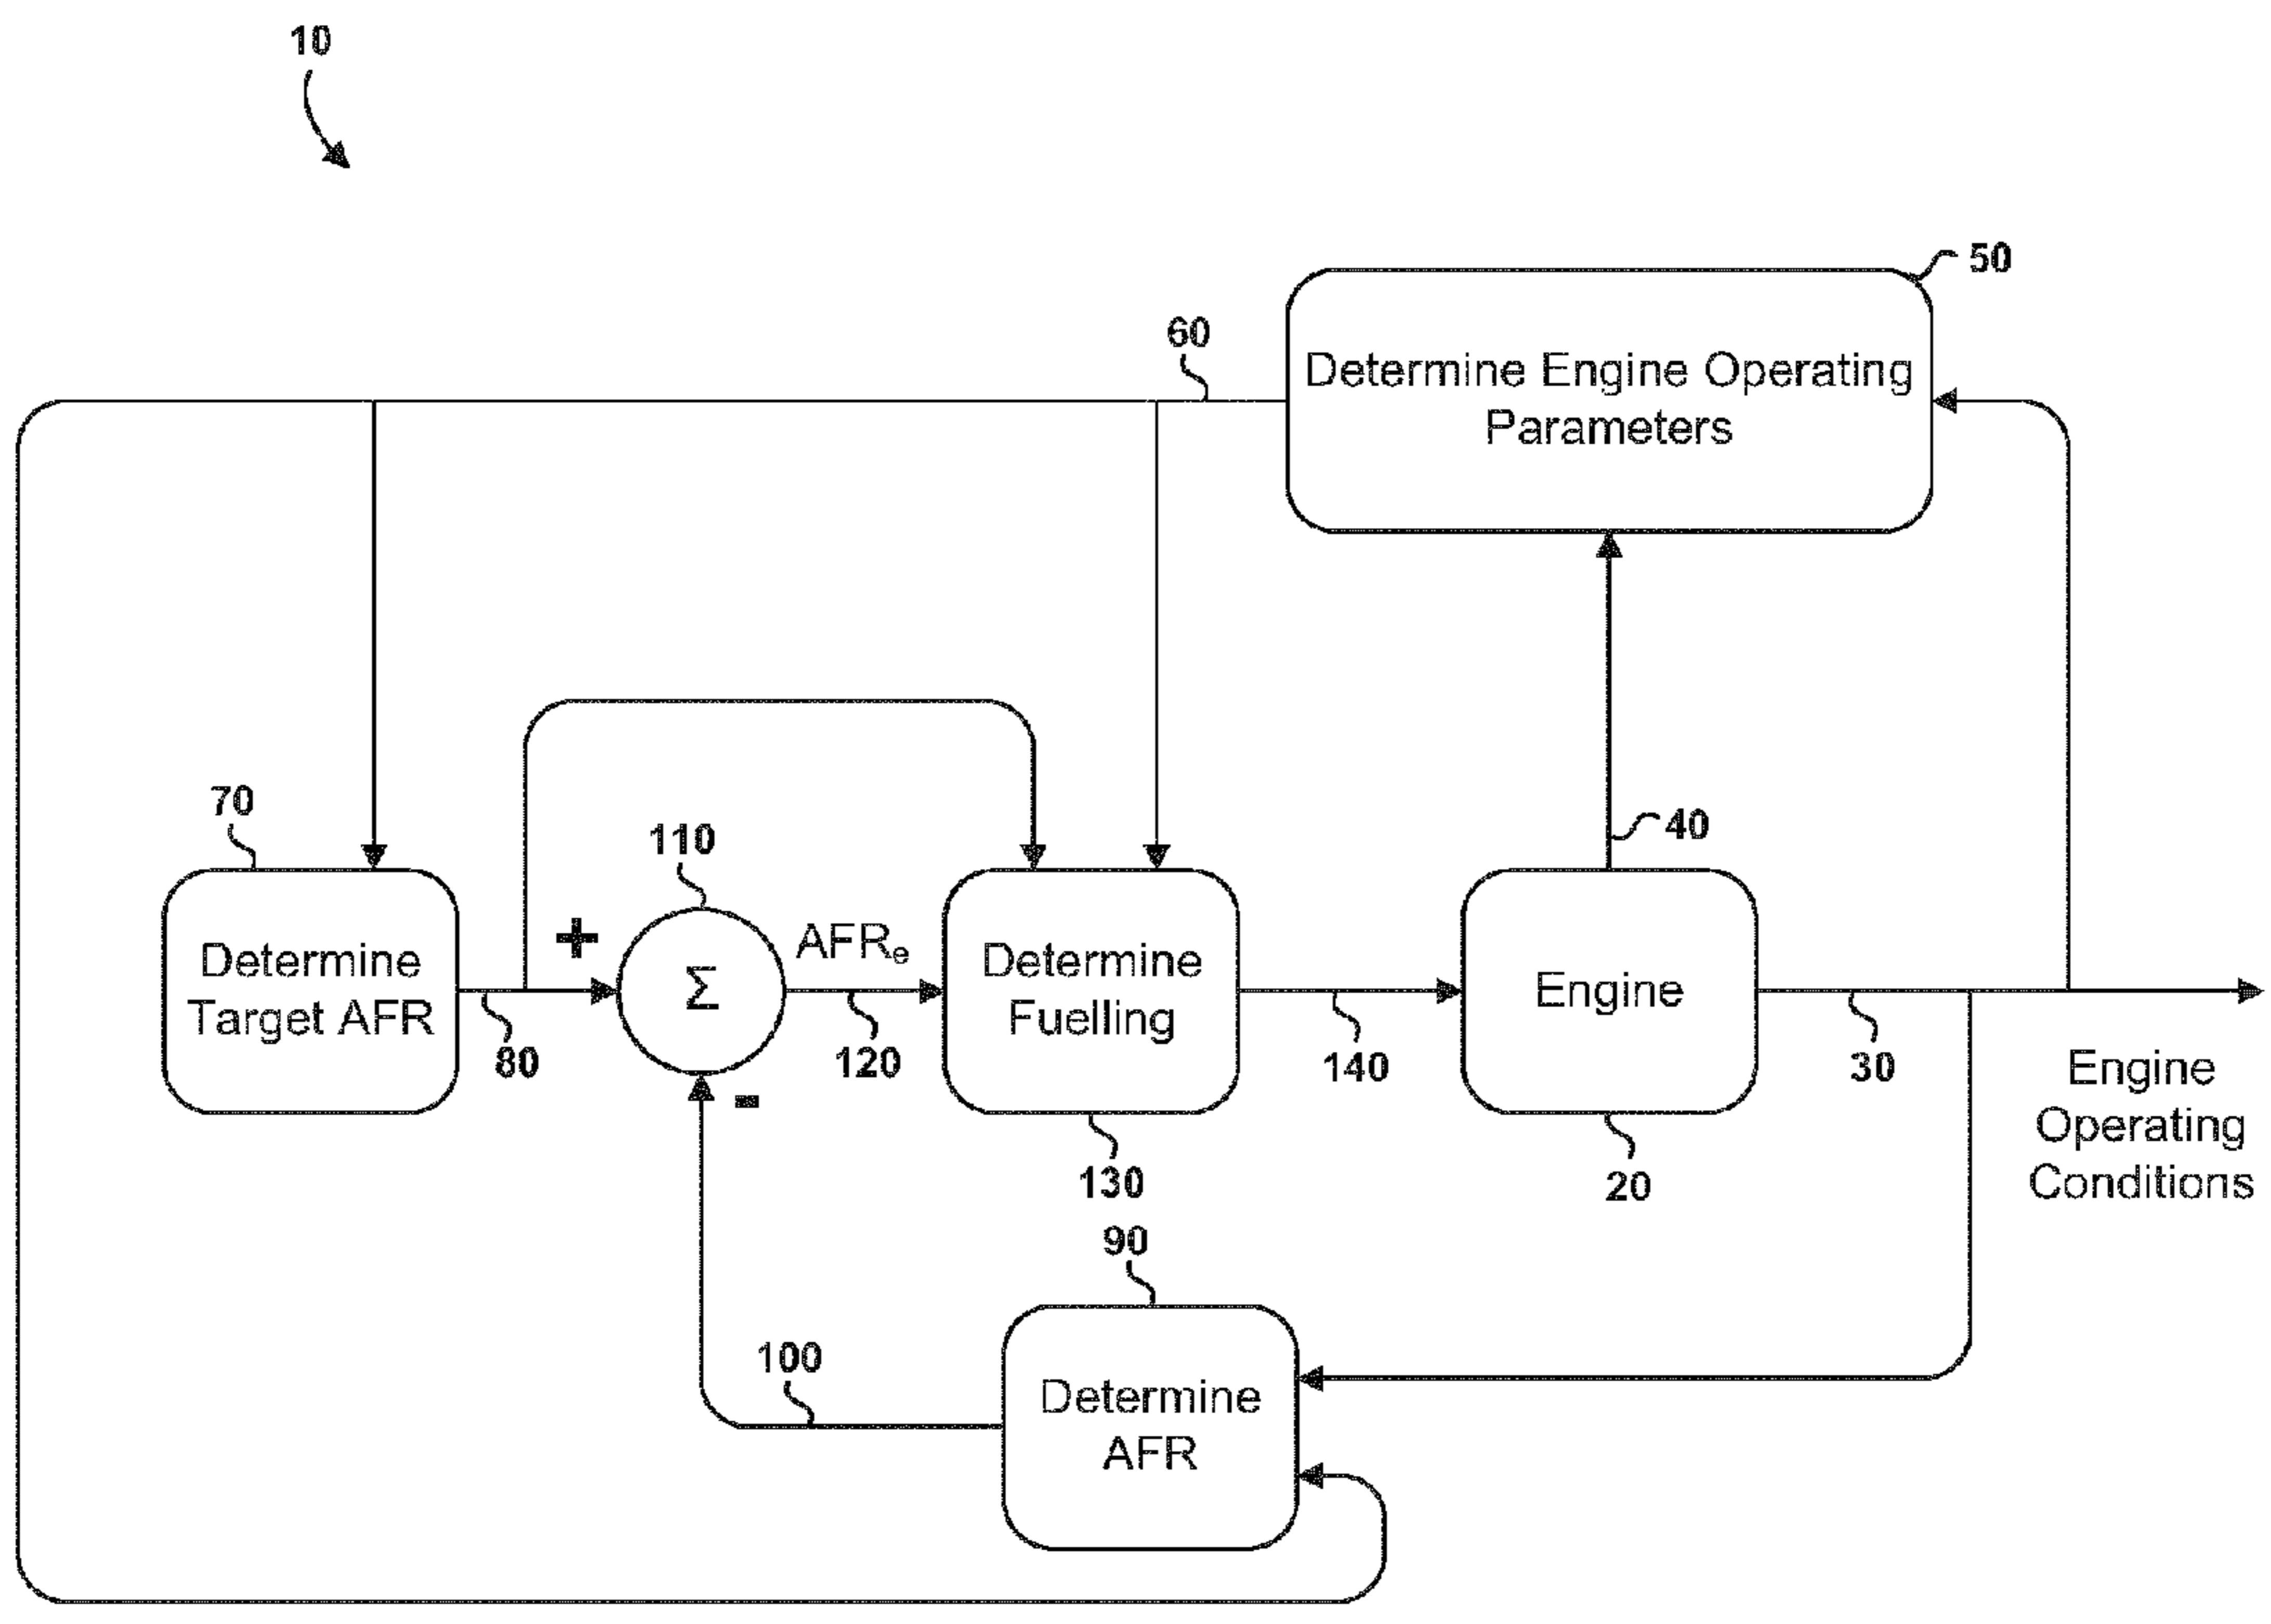 10
50
60
Determine Engine Operating
Parameters
70
110
40
+
AFRe
Determine
Target AFR
Σ
Determine
Fuelling
Engine
80
120
140
30
-
Engine
Operating
Conditions
130
20
90
100
Determine
AFR